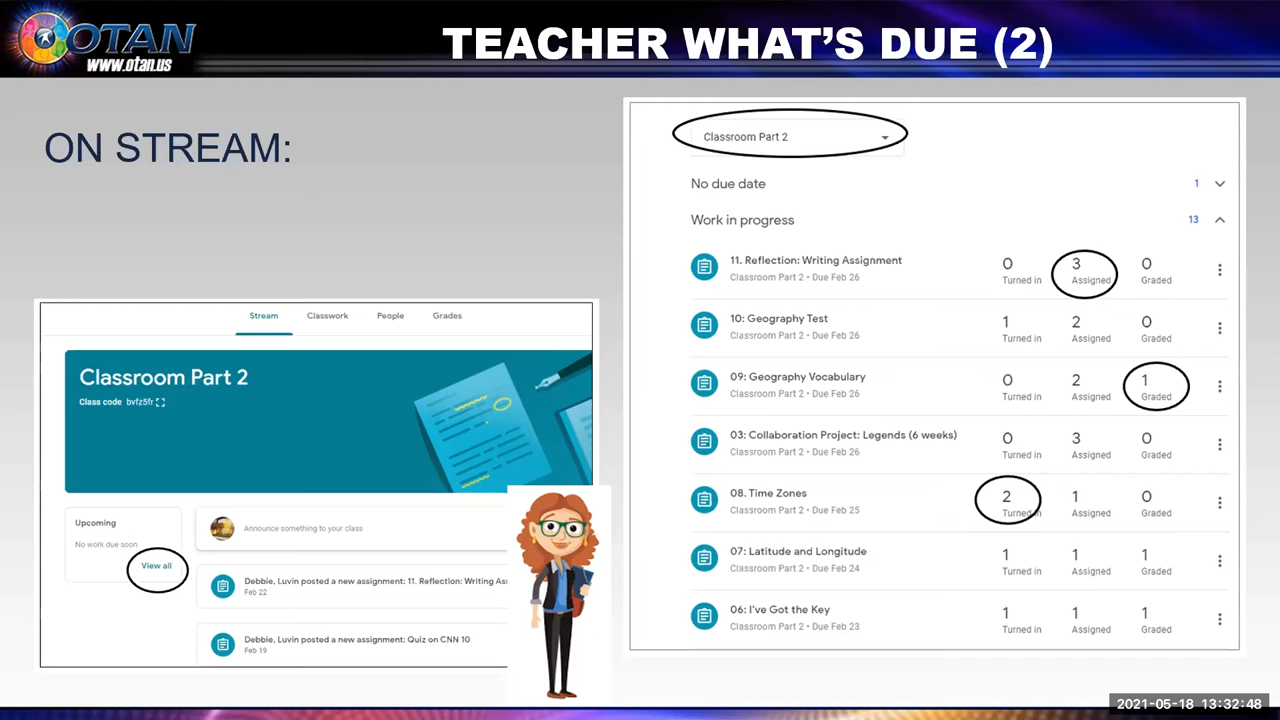 OTAN
www.otan.us
TEACHER WHAT'S DUE (2)
ON STREAM:
Stream Classwork People Grades
Classroom Part 2
Class code bvfz5fr
Upcoming
No work due soon
View all
Announce something to your class
Debbie, Luvin posted a new assignment: 11. Reflection: Writing As
Feb 22
Debbie, Luvin posted a new assignment: Quiz on CNN 10
Feb 19
Classroom Part 2
No due date 1
Work in progress 13
11. Reflection: Writing Assignment 0 3 0
Classroom Part 2 • Due Feb 26 Turned in Assigned Graded
10: Geography Test 1 2 0
Classroom Part 2 • Due Feb 26 Turned in Assigned Graded
09: Geography Vocabulary 0 2 1
Classroom Part 2 • Due Feb 26 Turned in Assigned Graded
03: Collaboration Project: Legends (6 weeks) 0 3 0
Classroom Part 2 • Due Feb 26 Turned in Assigned Graded
08. Time Zones 2 1 0
Classroom Part 2 • Due Feb 25 Turned in Assigned Graded
07: Latitude and Longitude 1 1 1
Classroom Part 2 • Due Feb 24 Turned in Assigned Graded
06: I've Got the Key 1 1 1
Classroom Part 2 • Due Feb 23 Turned in Assigned Graded
2021-05-18 13:32:48